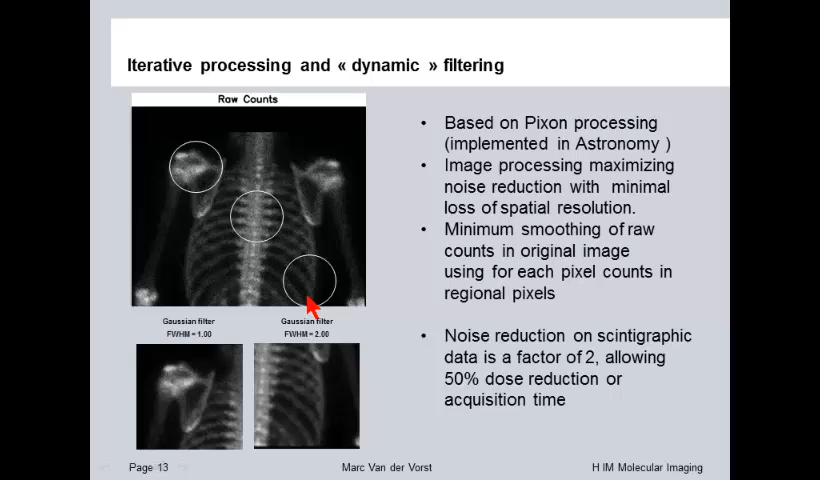 Iterative processing and « dynamic » filtering
Raw Counts
Gaussian filter
FWHM = 1.00
Gaussian filter
FWHM = 2.00
• Based on Pixon processing
(implemented in Astronomy )
• Image processing maximizing
noise reduction with minimal
loss of spatial resolution.
• Minimum smoothing of raw
counts in original image
using for each pixel counts in
regional pixels
• Noise reduction on scintigraphic
data is a factor of 2, allowing
50% dose reduction or
acquisition time
Page 13
Marc Van der Vorst
H IM Molecular Imaging